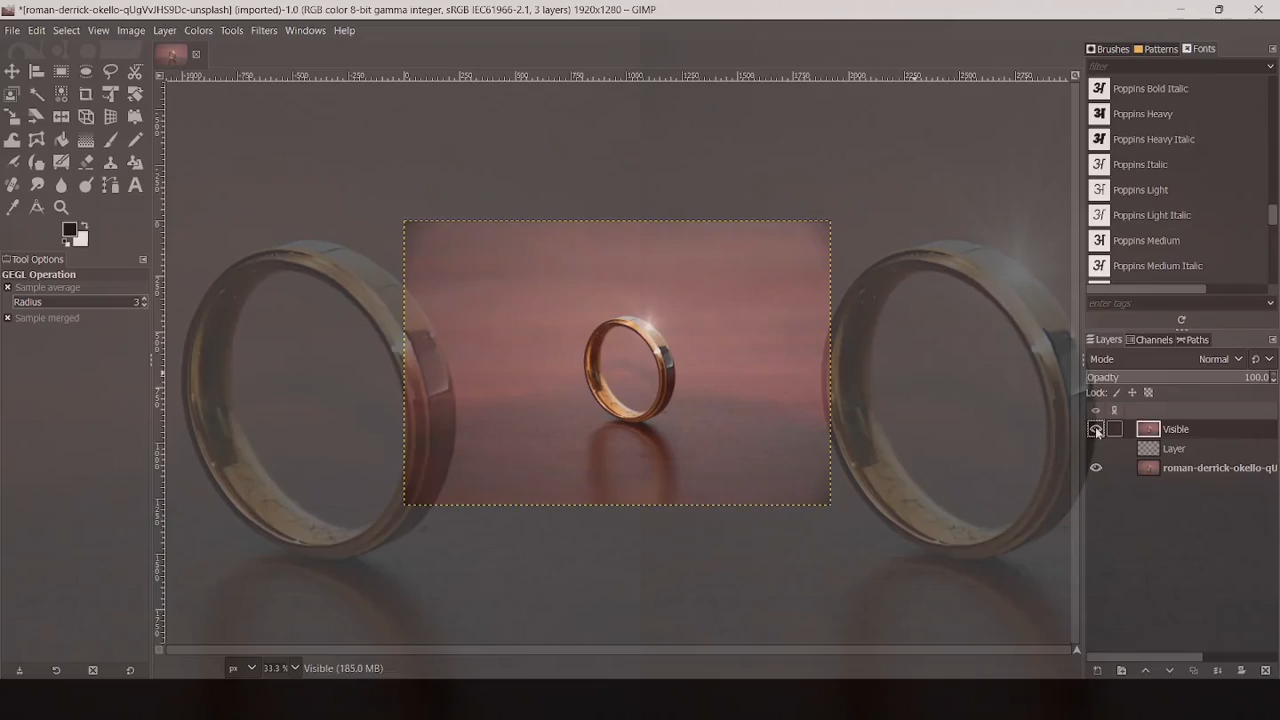 *[roman-derrick-okello-qUgVvJHS9Dc-unsplash] (imported)-1.0 (RGB color 8-bit gamma integer, sRGB IEC61966-2.1, 3 layers) 1920x1280 – GIMP
File Edit Select View Image Layer Colors Tools Filters Windows Help
Brushes Patterns Fonts
filter
Poppins Bold Italic
Poppins Heavy
Poppins Heavy Italic
Poppins Italic
Poppins Light
Poppins Light Italic
Poppins Medium
Poppins Medium Italic
enter tags
Tool Options
GEGL Operation
Sample average
Radius 3
Sample merged
Layers Channels Paths
Mode Normal
Opacity 100.0
Lock:
Visible
Layer
roman-derrick-okello-qU
px 33.3 % Visible (185.0 MB)